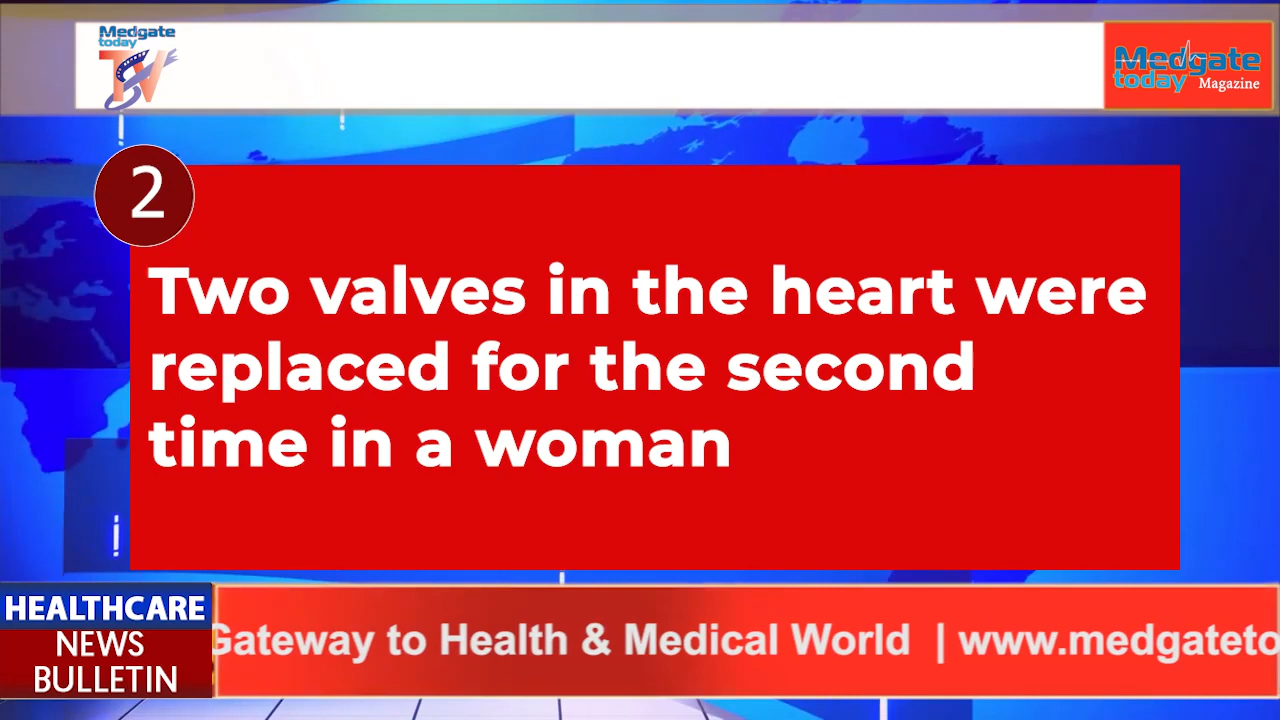 Medgate
today
TV
Medgate
today Magazine
2
Two valves in the heart were
replaced for the second
time in a woman
HEALTHCARE
NEWS
BULLETIN
Gateway to Health & Medical World | www.medgateto